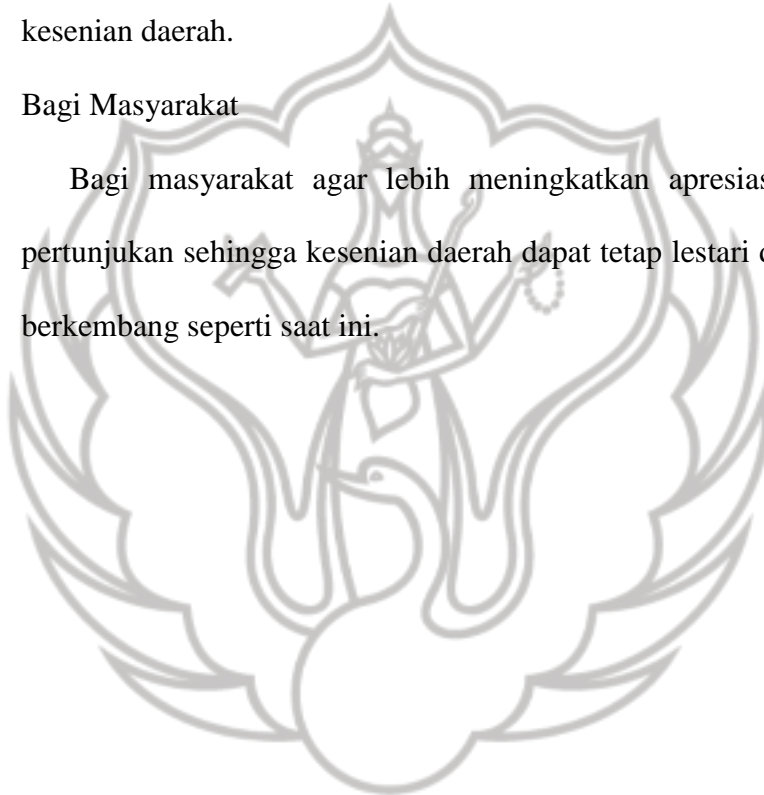 kesenian daerah.
Bagi Masyarakat
Bagi masyarakat agar lebih meningkatkan apresias
pertunjukan sehingga kesenian daerah dapat tetap lestari d
berkembang seperti saat ini.